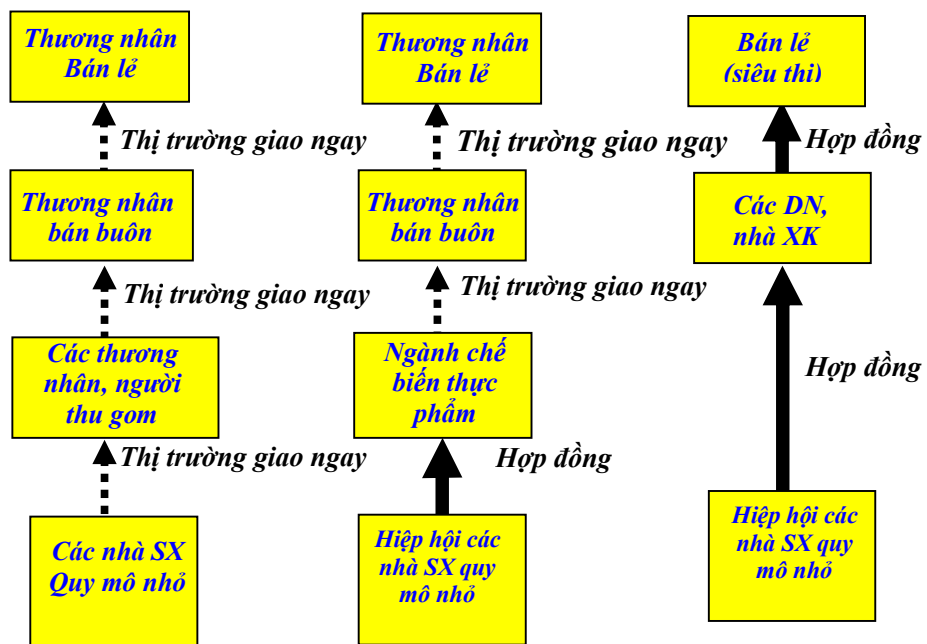 Thương nhân
Bán lẻ
Thị trường giao ngay
Thương nhân
bán buôn
Thị trường giao ngay
Các thương
nhân, người
thu gom
Thị trường giao ngay
Các nhà SX
Quy mô nhỏ
Thương nhân
Bán lẻ
Thị trường giao ngay
Thương nhân
bán buôn
Thị trường giao ngay
Ngành chế
biến thực
phẩm
Hợp đồng
Hiệp hội các
nhà SX quy
mô nhỏ
Bán lẻ
(siêu thi)
Hợp đồng
Các DN,
nhà XK
Hợp đồng
Hiệp hội các
nhà SX quy
mô nhỏ